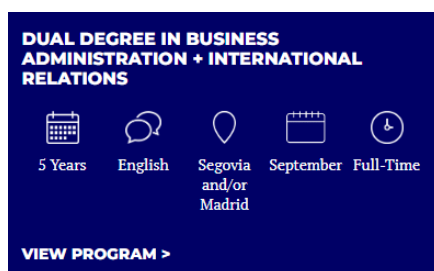 DUAL DEGREE IN BUSINESS
ADMINISTRATION + INTERNATIONAL
RELATIONS
5 Years English Segovia and/or Madrid September Full-Time
VIEW PROGRAM >